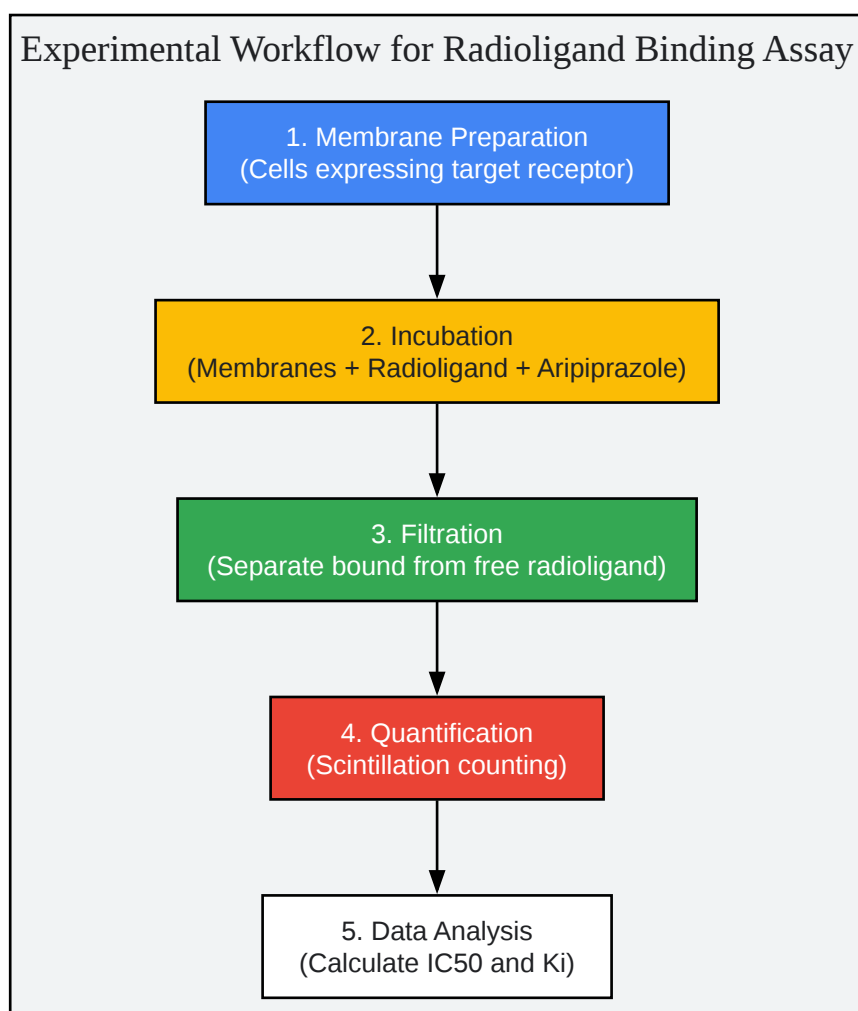 Experimental Workflow for Radioligand Binding Assay
1. Membrane Preparation
(Cells expressing target receptor)
2. Incubation
(Membranes + Radioligand + Aripiprazole)
3. Filtration
(Separate bound from free radioligand)
4. Quantification
(Scintillation counting)
5. Data Analysis
(Calculate IC50 and Ki)